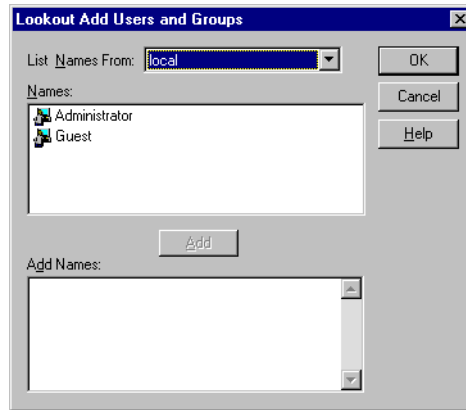 Lookout Add Users and Groups
List Names From: local
OK
Names:
Cancel
Administrator
Guest
Help
Add
Add Names: